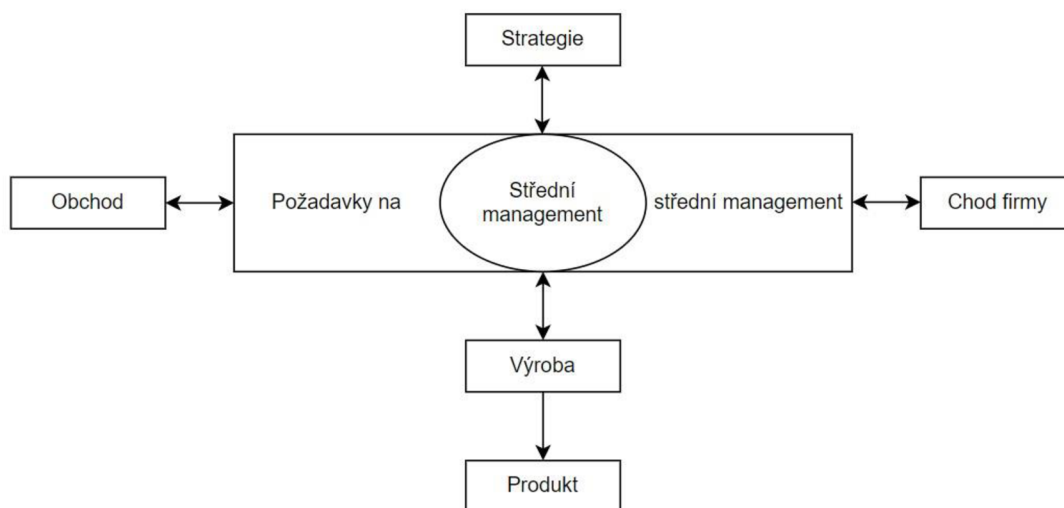 Strategie
Obchod
Požadavky na
Střední
management
střední management
Chod firmy
Výroba
Produkt